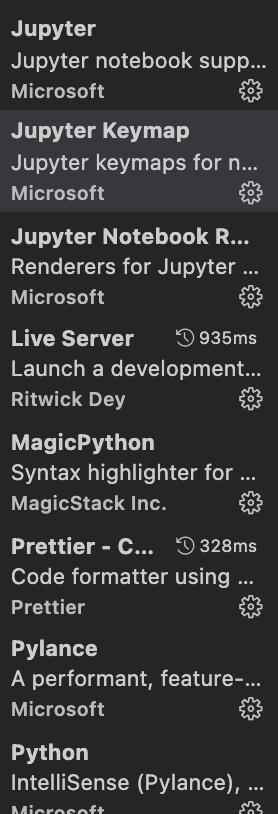 Jupyter
Jupyter notebook supp...
Microsoft
Jupyter Keymap
Jupyter keymaps for n...
Microsoft
Jupyter Notebook R...
Renderers for Jupyter ...
Microsoft
Live Server 935ms
Launch a development...
Ritwick Dey
MagicPython
Syntax highlighter for ...
MagicStack Inc.
Prettier - C... 328ms
Code formatter using ...
Prettier
Pylance
A performant, feature-...
Microsoft
Python
IntelliSense (Pylance), ...
Microsoft